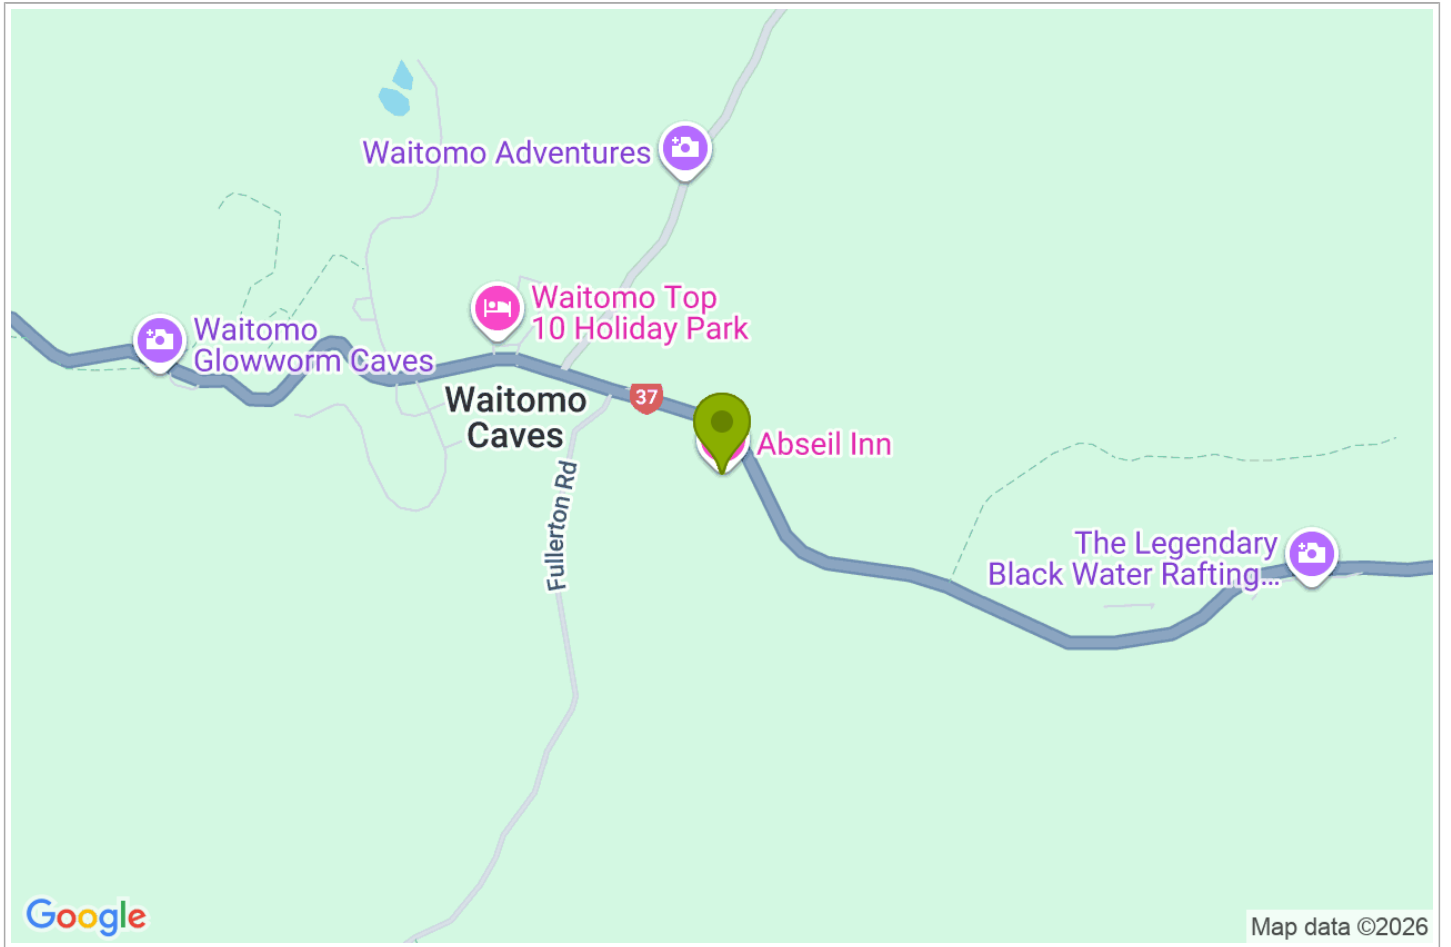 Waitomo Adventures
Waitomo Top
10 Holiday Park
Waitomo
Glowworm Caves
37
Waitomo
Caves
Abseil Inn
Fullerton Rd
The Legendary
Black Water Rafting...
Google
Map data ©2026